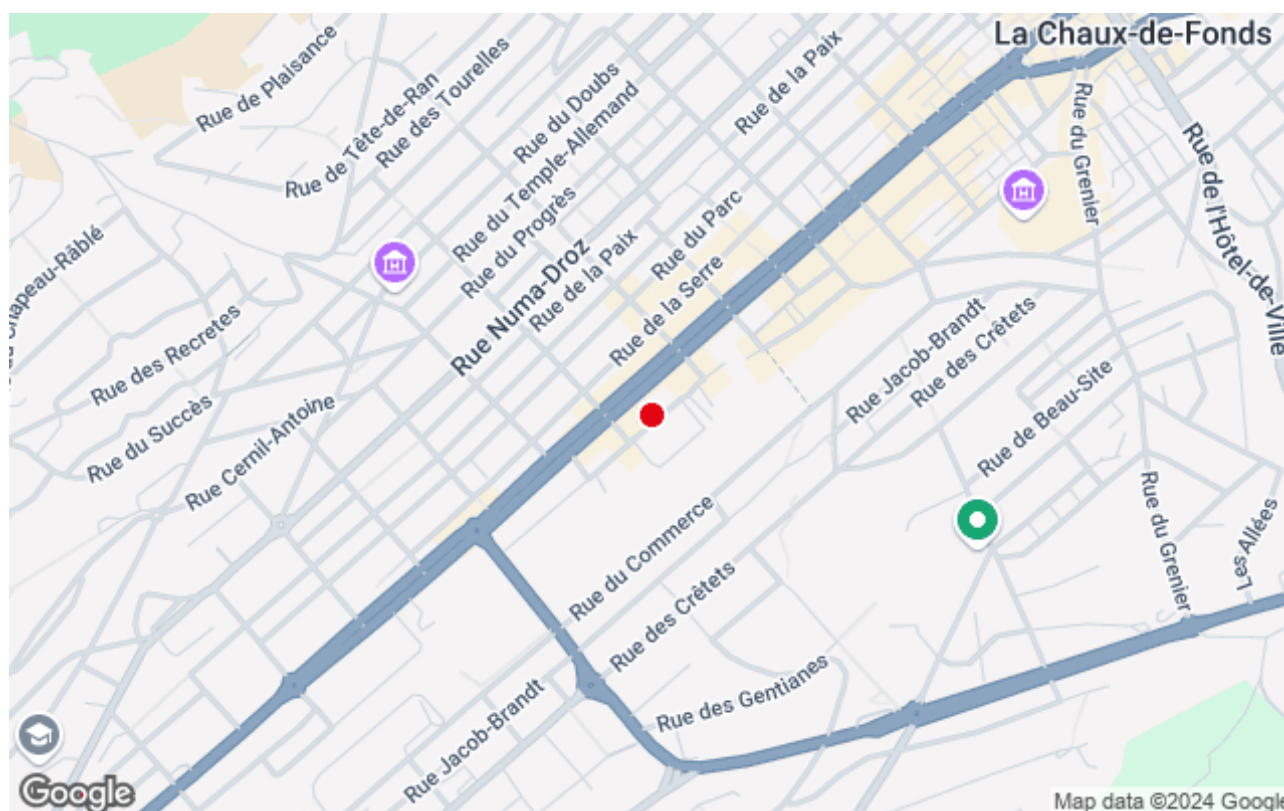 La Chaux-de-Fonds
Rue de Plaisance
Rue de Tête-de-Ran
Rue des Tourelles
Rue du Doubs
Rue du Temple-Allemand
Rue du Progrès
Rue de la Paix
Rue de la Paix
Rue du Grenier
Rue de l'Hôtel-de-Ville
Rue du Parc
Rue de la Serre
Rue Numa-Droz
Chapeau-Râblé
Rue des Recretes
Rue du Succès
Rue Cernil-Antoine
Rue Jacob-Brandt
Rue des Crêtets
Rue de Beau-Site
Rue du Commerce
Rue des Crêtets
Rue du Grenier
Les Allées
Rue des Gentianes
Rue Jacob-Brandt
Google
Map data ©2024 Google